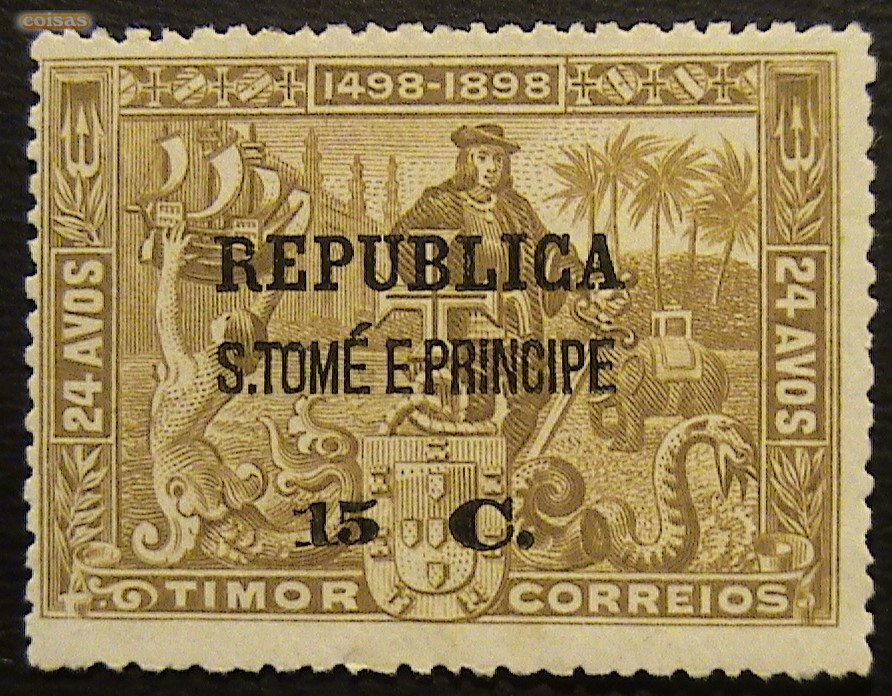 coisas
1498-1898
24 AVOS
24 AVOS
REPUBLICA
S.TOMÉ E PRINCIPE
15 C.
TIMOR CORREIOS